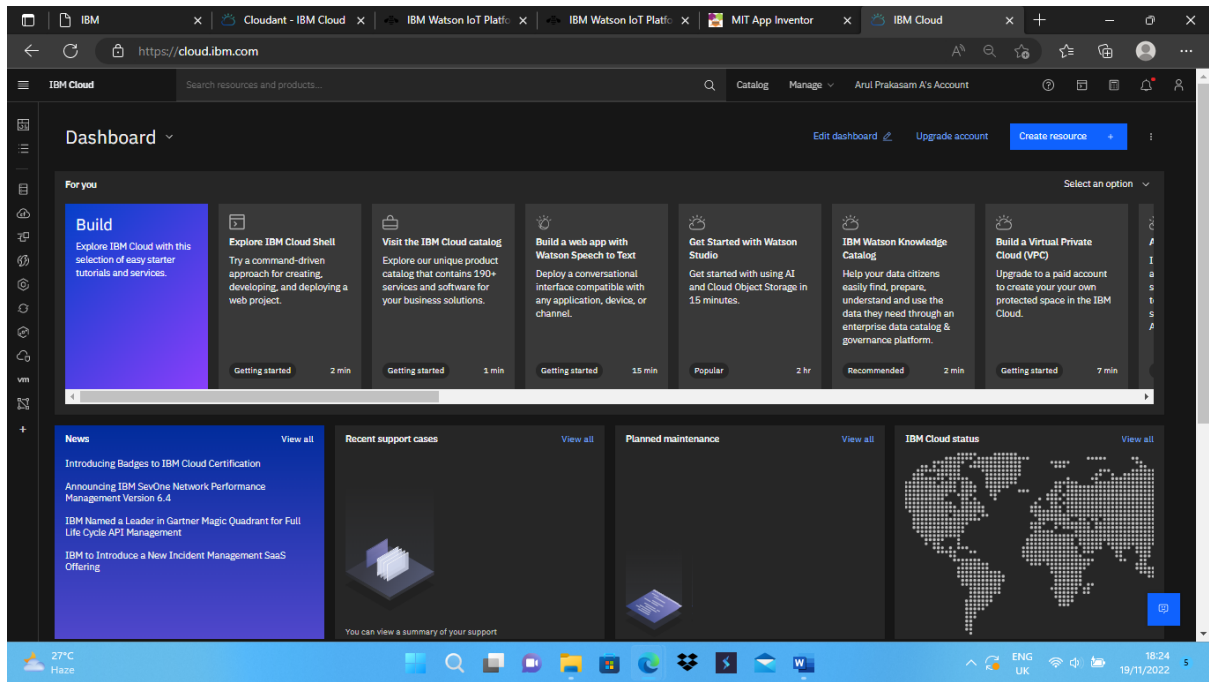 IBM
Cloudant - IBM Cloud
IBM Watson IoT Platfo
IBM Watson IoT Platfo
MIT App Inventor
IBM Cloud
https://cloud.ibm.com
IBM Cloud
Search resources and products...
Catalog
Manage
Arul Prakasam A's Account
Dashboard
Edit dashboard
Upgrade account
Create resource +
For you
Select an option
Build
Explore IBM Cloud with this
selection of easy starter
tutorials and services.
Explore IBM Cloud Shell
Try a command-driven
approach for creating,
developing, and deploying a
web project.
Getting started
2 min
Visit the IBM Cloud catalog
Explore our unique product
catalog that contains 190+
services and software for
your business solutions.
Getting started
1 min
Build a web app with
Watson Speech to Text
Deploy a conversational
interface compatible with
any application, device, or
channel.
Getting started
15 min
Get Started with Watson
Studio
Get started with using AI
and Cloud Object Storage in
15 minutes.
Popular
2 hr
IBM Watson Knowledge
Catalog
Help your data citizens
easily find, prepare,
understand and use the
data they need through an
enterprise data catalog &
governance platform.
Recommended
2 min
Build a Virtual Private
Cloud (VPC)
Upgrade to a paid account
to create your your own
protected space in the IBM
Cloud.
Getting started
7 min
vm
News
View all
Introducing Badges to IBM Cloud Certification
Announcing IBM SevOne Network Performance
Management Version 6.4
IBM Named a Leader in Gartner Magic Quadrant for Full
Life Cycle API Management
IBM to Introduce a New Incident Management SaaS
Offering
Recent support cases
View all
You can view a summary of your support
Planned maintenance
View all
IBM Cloud status
View all
27°C
Haze
ENG
UK
18:24
19/11/2022
5